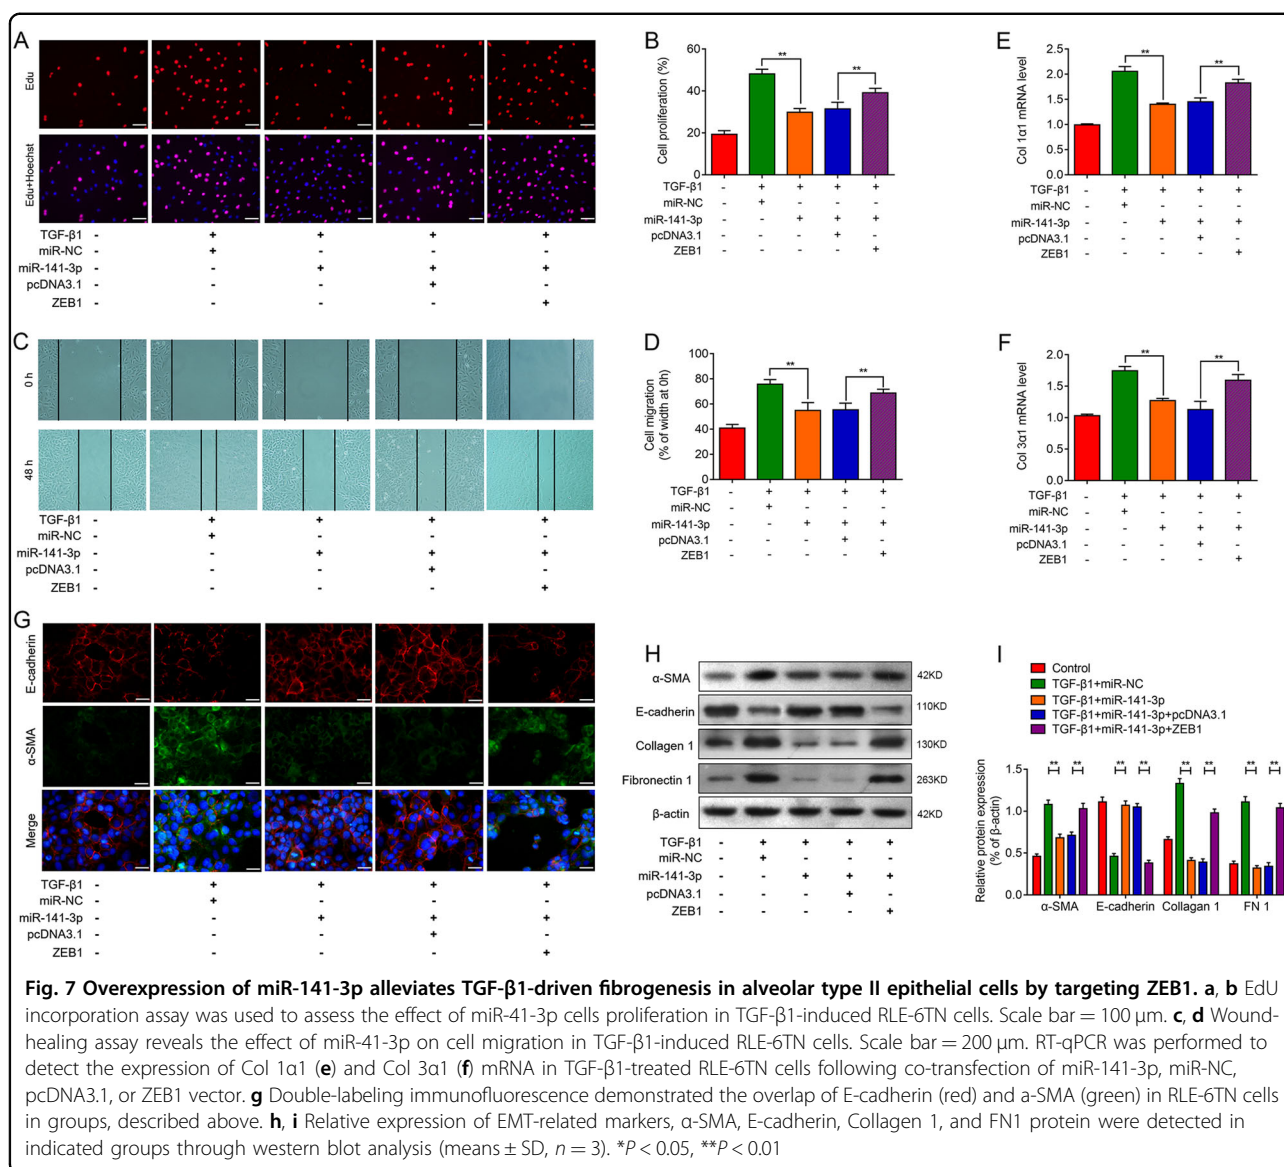 A
Edu
Edu+Hoechst
TGF-β1 - + + + +
miR-NC - + - - -
miR-141-3p - - + + +
pcDNA3.1 - - - + -
ZEB1 - - - - +
B
Cell proliferation (%)
80
60
40
20
0
** **
TGF-β1 - + + + +
miR-NC - + - - -
miR-141-3p - - + + +
pcDNA3.1 - - - + -
ZEB1 - - - - +
E
Col 1α1 mRNA level
2.5
2.0
1.5
1.0
0.5
0.0
** **
TGF-β1 - + + + +
miR-NC - + - - -
miR-141-3p - - + + +
pcDNA3.1 - - - + -
ZEB1 - - - - +
C
0 h
48 h
TGF-β1 - + + + +
miR-NC - + - - -
miR-141-3p - - + + +
pcDNA3.1 - - - + -
ZEB1 - - - - +
D
Cell migration
(% of width at 0h)
100
80
60
40
20
0
** **
TGF-β1 - + + + +
miR-NC - + - - -
miR-141-3p - - + + +
pcDNA3.1 - - - + -
ZEB1 - - - - +
F
Col 3α1 mRNA level
2.0
1.5
1.0
0.5
0.0
** **
TGF-β1 - + + + +
miR-NC - + - - -
miR-141-3p - - + + +
pcDNA3.1 - - - + -
ZEB1 - - - - +
G
E-cadherin
α-SMA
Merge
TGF-β1 - + + + +
miR-NC - + - - -
miR-141-3p - - + + +
pcDNA3.1 - - - + -
ZEB1 - - - - +
H
α-SMA 42KD
E-cadherin 110KD
Collagen 1 130KD
Fibronectin 1 263KD
β-actin 42KD
TGF-β1 - + + + +
miR-NC - + - - -
miR-141-3p - - + + +
pcDNA3.1 - - - + -
ZEB1 - - - - +
I
Control
TGF-β1+miR-NC
TGF-β1+miR-141-3p
TGF-β1+miR-141-3p+pcDNA3.1
TGF-β1+miR-141-3p+ZEB1
Relative protein expression
(% of β-actin)
1.5
1.0
0.5
0.0
** ** ** ** ** ** ** **
α-SMA E-cadherin Collagan 1 FN 1
Fig. 7 Overexpression of miR-141-3p alleviates TGF-β1-driven fibrogenesis in alveolar type II epithelial cells by targeting ZEB1. a, b EdU
incorporation assay was used to assess the effect of miR-41-3p cells proliferation in TGF-β1-induced RLE-6TN cells. Scale bar = 100 μm. c, d Wound-
healing assay reveals the effect of miR-41-3p on cell migration in TGF-β1-induced RLE-6TN cells. Scale bar = 200 μm. RT-qPCR was performed to
detect the expression of Col 1α1 (e) and Col 3α1 (f) mRNA in TGF-β1-treated RLE-6TN cells following co-transfection of miR-141-3p, miR-NC,
pcDNA3.1, or ZEB1 vector. g Double-labeling immunofluorescence demonstrated the overlap of E-cadherin (red) and a-SMA (green) in RLE-6TN cells
in groups, described above. h, i Relative expression of EMT-related markers, α-SMA, E-cadherin, Collagen 1, and FN1 protein were detected in
indicated groups through western blot analysis (means ± SD, n = 3). *P < 0.05, **P < 0.01